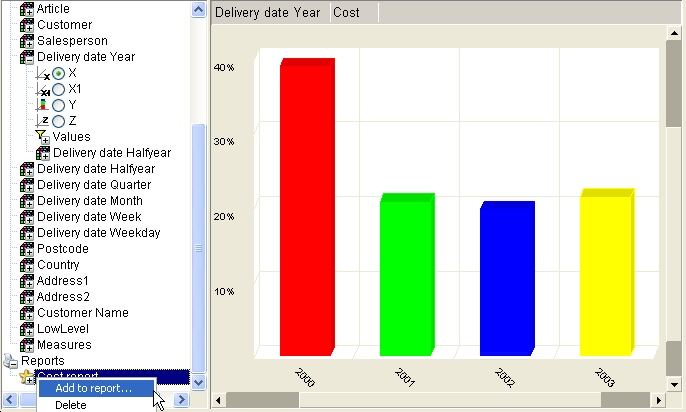 Article
Customer
Salesperson
Delivery date Year
X
X1
Y
Z
Values
Delivery date Halfyear
Delivery date Halfyear
Delivery date Quarter
Delivery date Month
Delivery date Week
Delivery date Weekday
Postcode
Country
Address1
Address2
Customer Name
LowLevel
Measures
Reports
Cost report
Add to report...
Delete
Delivery date Year Cost
40%
30%
20%
10%
2000 2001 2002 2003